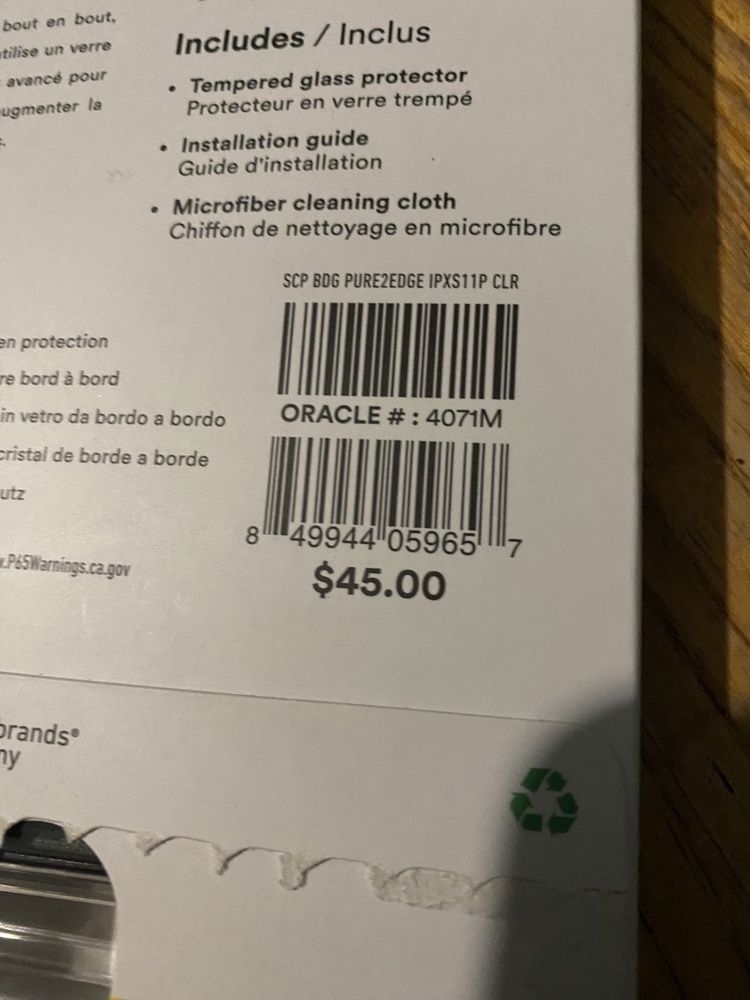 bout en bout,
utilise un verre
avancé pour
augmenter la
Includes / Inclus
• Tempered glass protector
Protecteur en verre trempé
• Installation guide
Guide d'installation
• Microfiber cleaning cloth
Chiffon de nettoyage en microfibre
SCP BDG PURE2EDGE IPXS11P CLR
ORACLE # : 4071M
8 49944 05965 7
$45.00
en protection
re bord à bord
in vetro da bordo a bordo
cristal de borde a borde
utz
.P65Warnings.ca.gov
brands®
ny